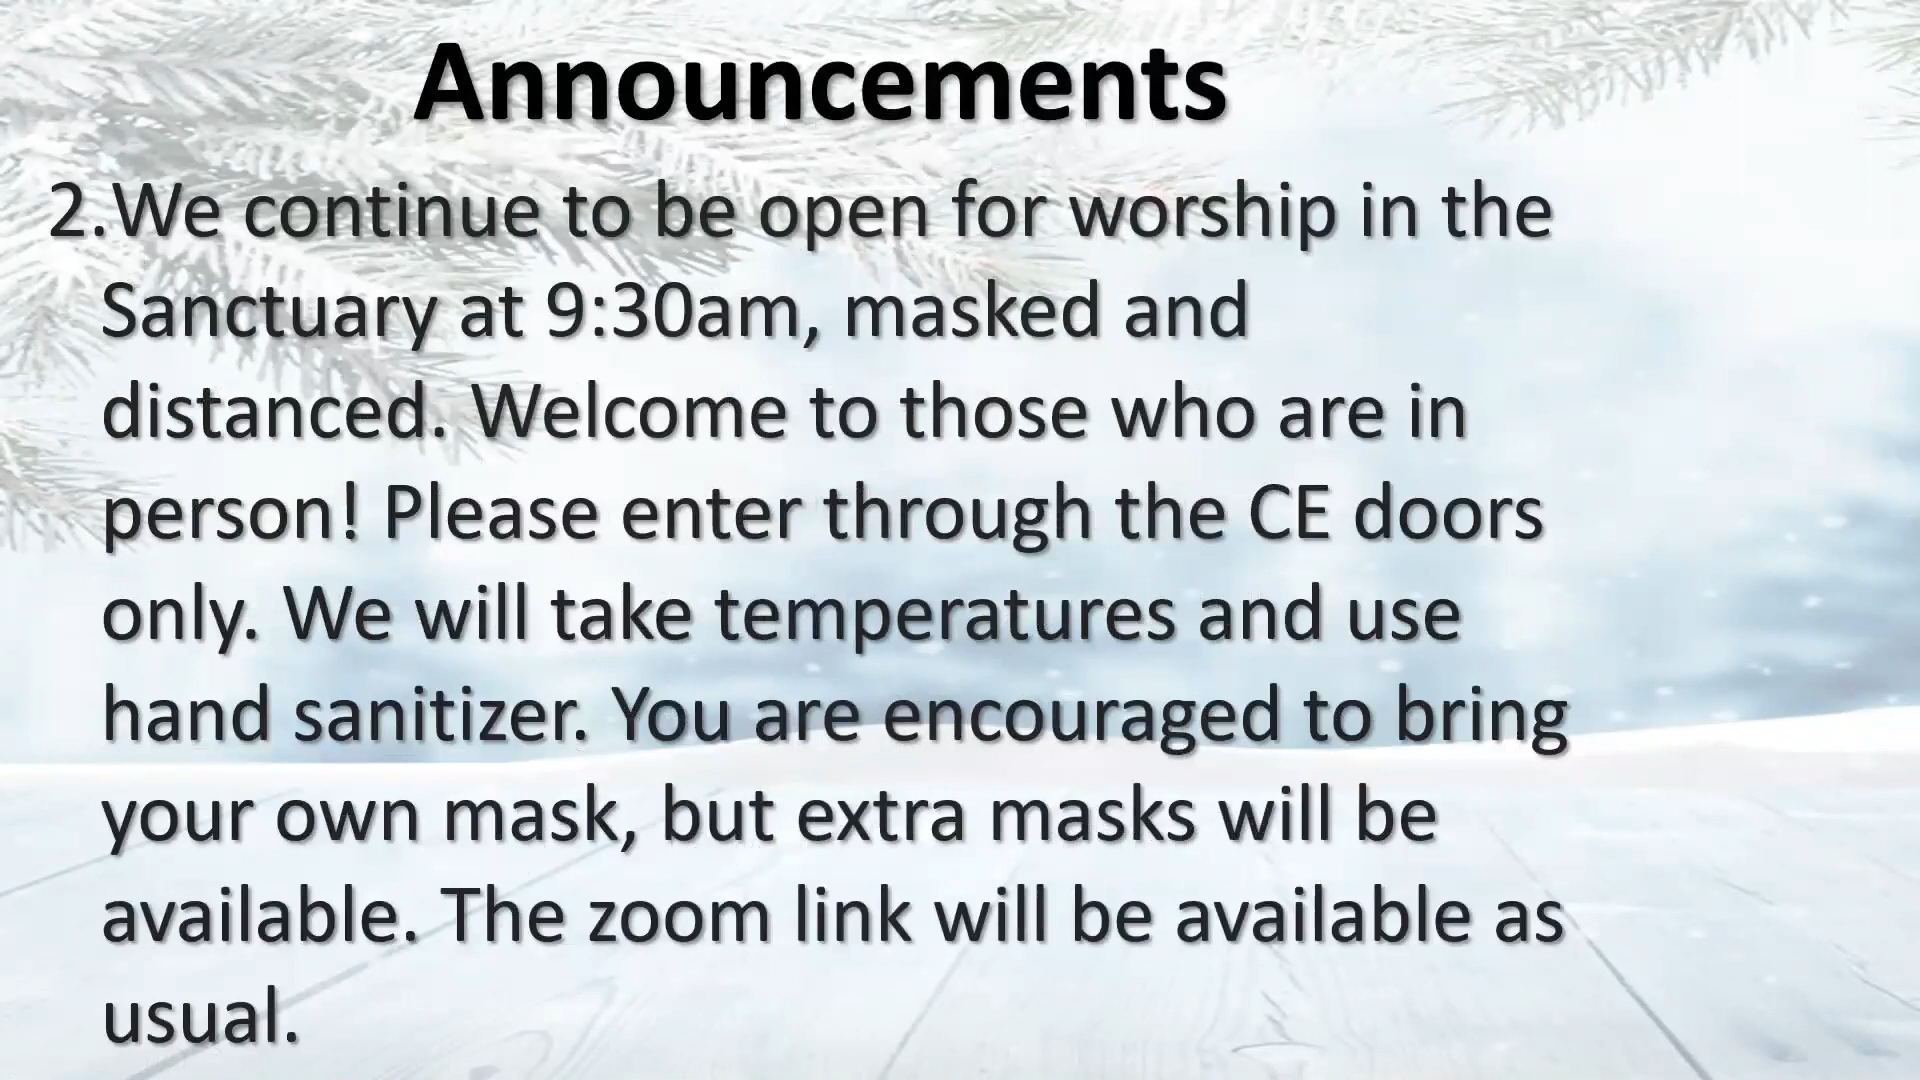 Announcements
2.We continue to be open for worship in the
Sanctuary at 9:30am, masked and
distanced. Welcome to those who are in
person! Please enter through the CE doors
only. We will take temperatures and use
hand sanitizer. You are encouraged to bring
your own mask, but extra masks will be
available. The zoom link will be available as
usual.